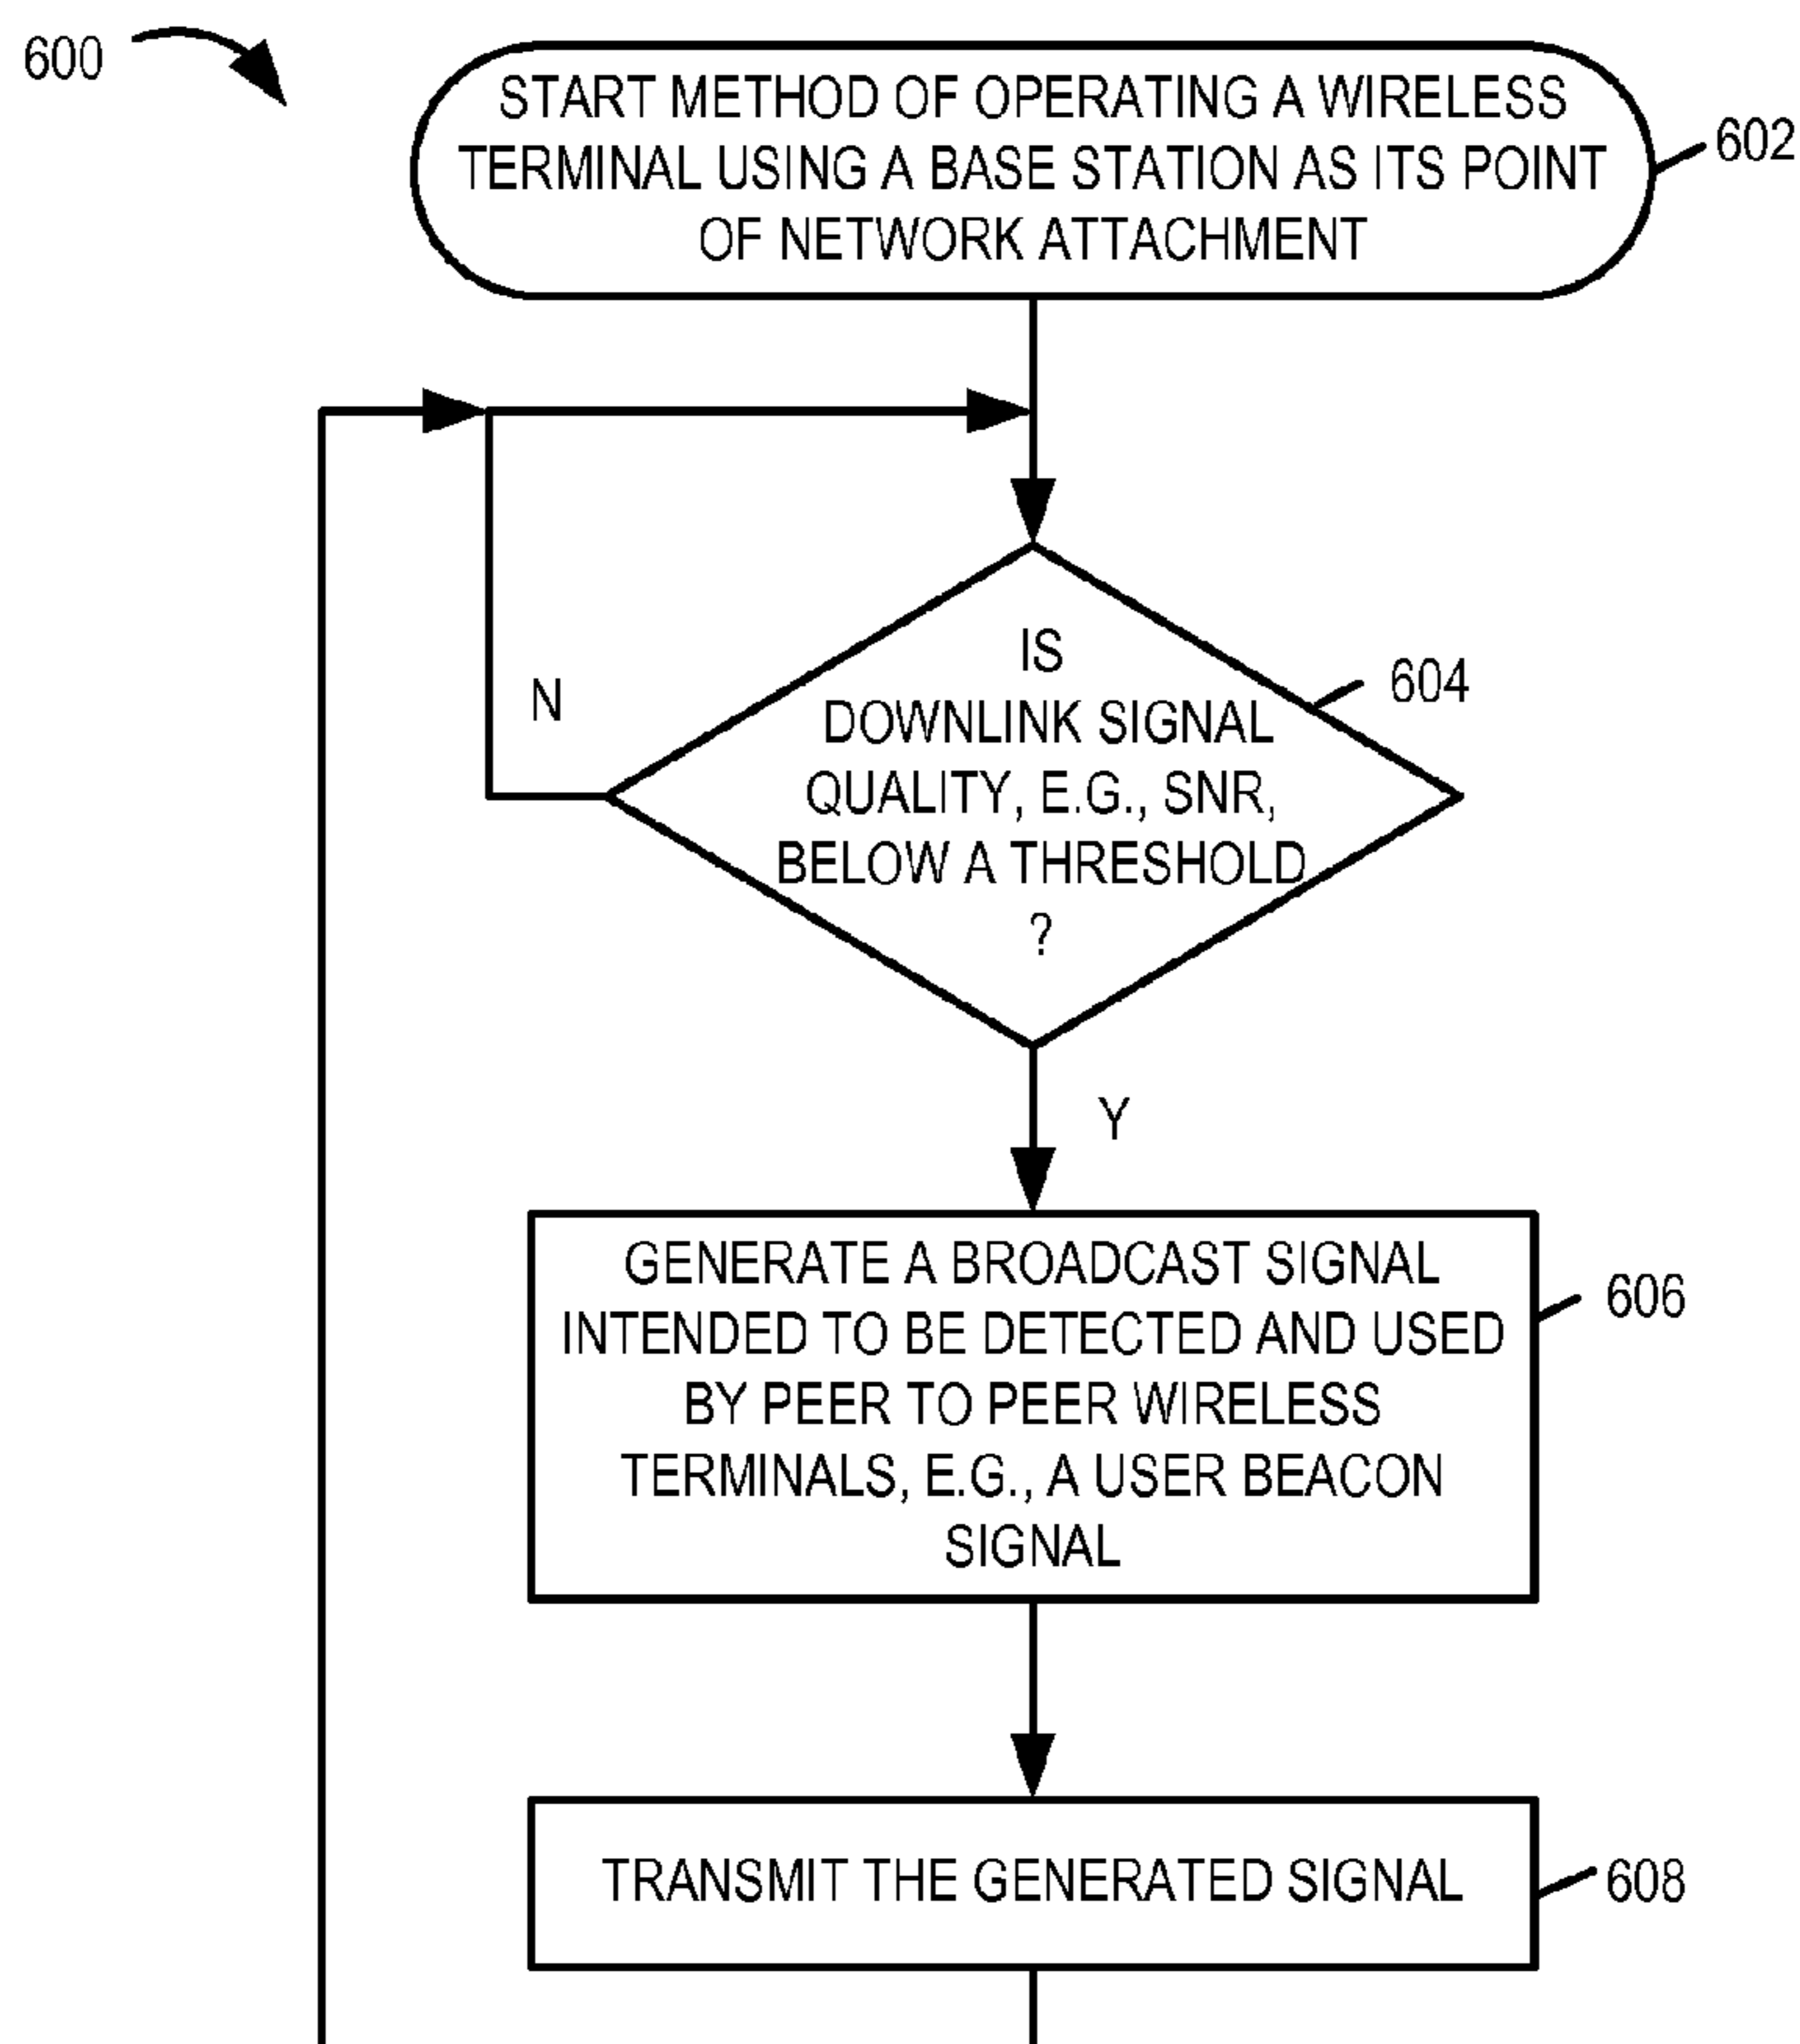 600
START METHOD OF OPERATING A WIRELESS
TERMINAL USING A BASE STATION AS ITS POINT
OF NETWORK ATTACHMENT
602
IS
DOWNLINK SIGNAL
QUALITY, E.G., SNR,
BELOW A THRESHOLD
?
604
N
Y
GENERATE A BROADCAST SIGNAL
INTENDED TO BE DETECTED AND USED
BY PEER TO PEER WIRELESS
TERMINALS, E.G., A USER BEACON
SIGNAL
606
TRANSMIT THE GENERATED SIGNAL
608